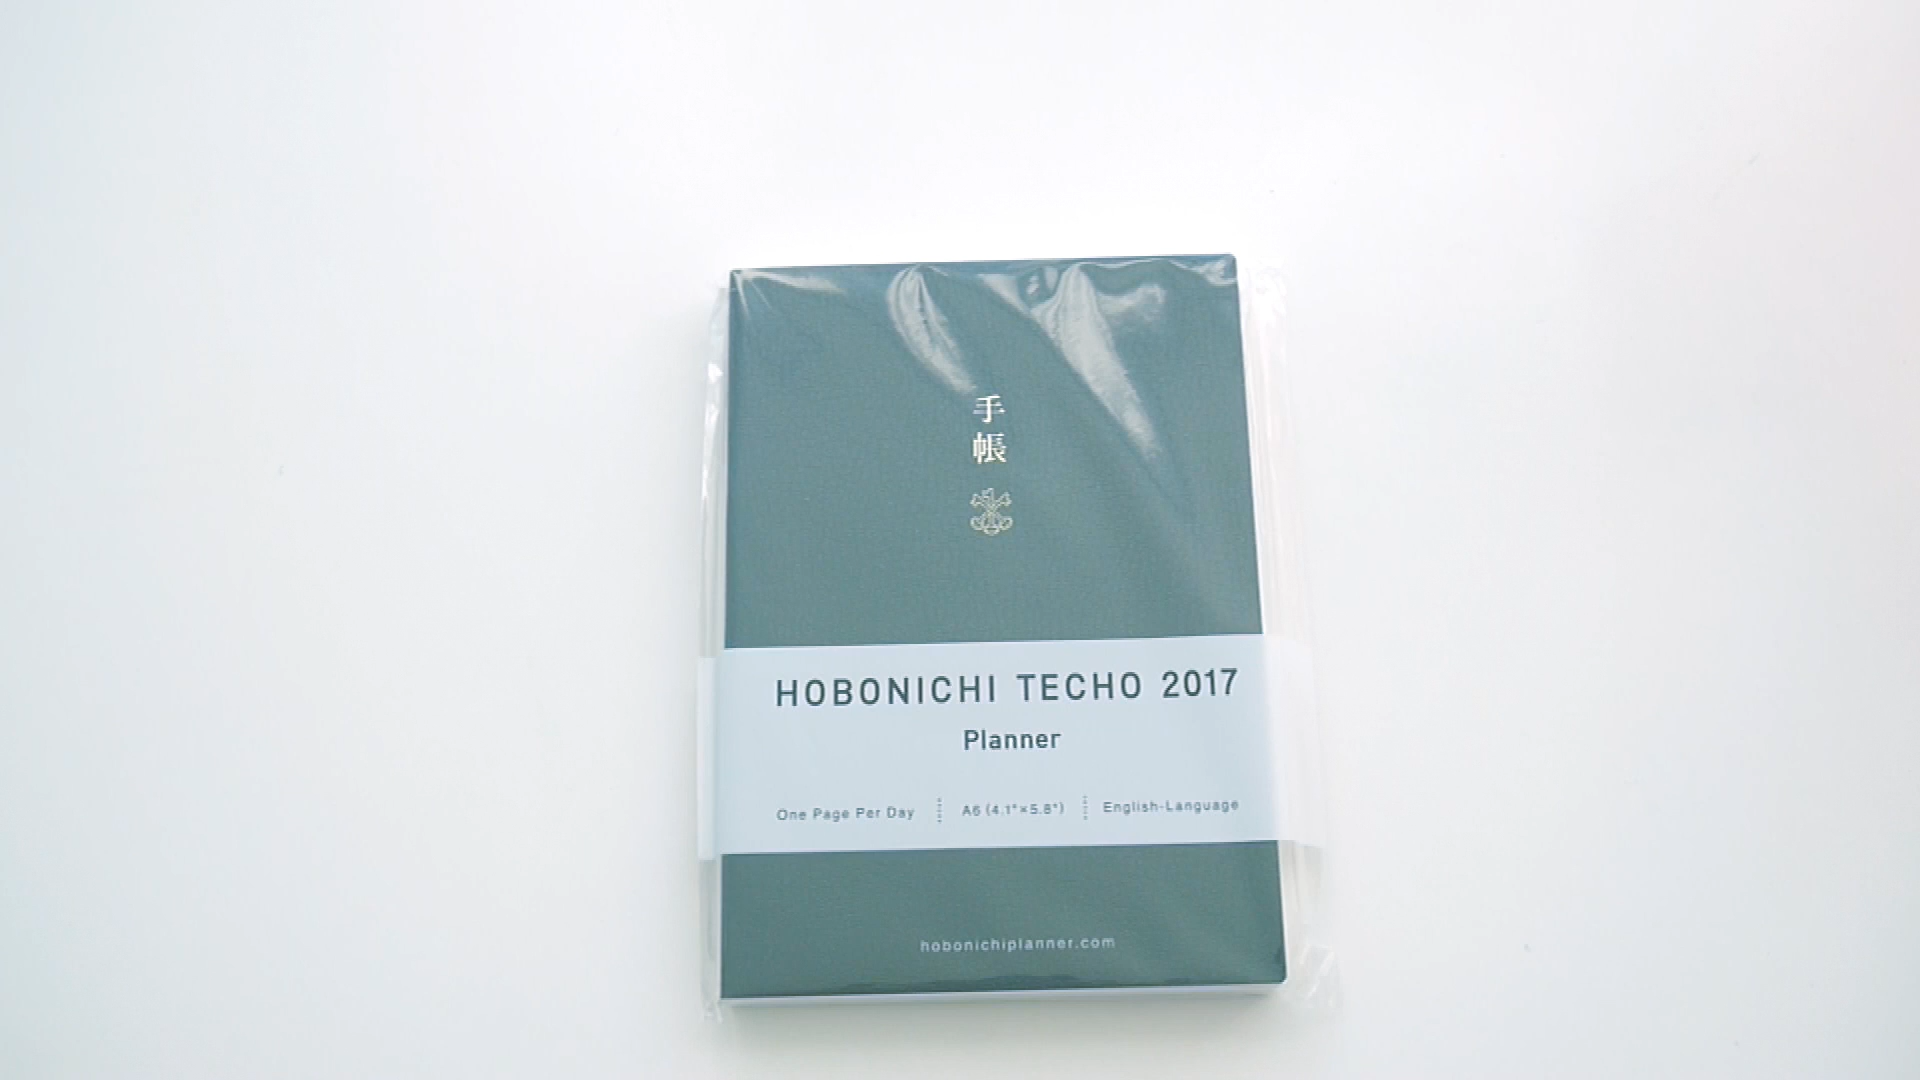 手
帳
HOBONICHI TECHO 2017
Planner
One Page Per Day A6 (4.1"×5.8") English-Language
hobonichiplanner.com